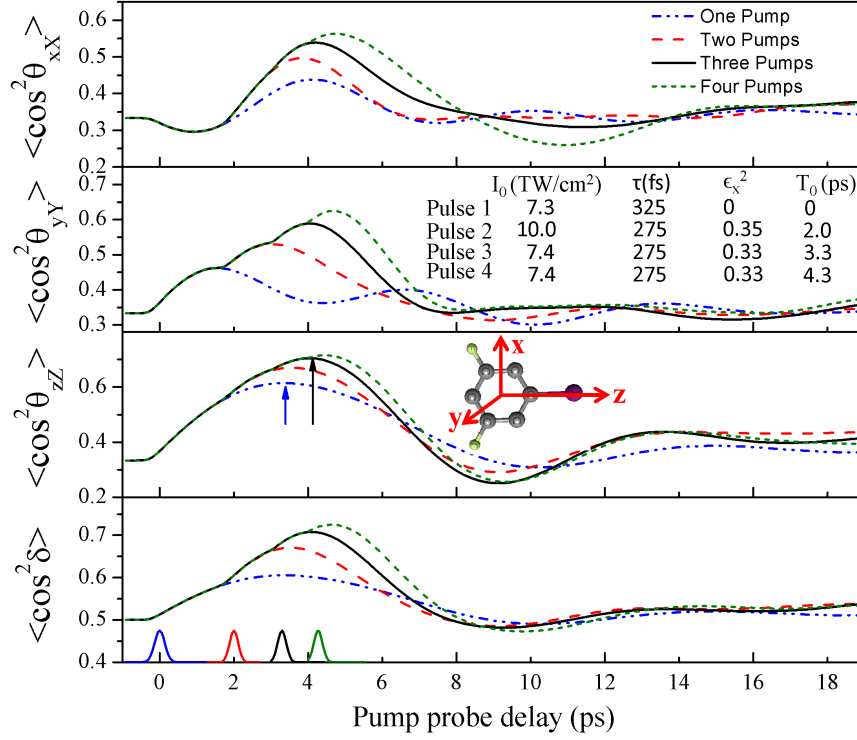 <cos²θxX>
0.6
0.5
0.4
0.3
0.2
One Pump
Two Pumps
Three Pumps
Four Pumps
<cos²θyY>
0.7
0.6
0.5
0.4
0.3
I₀ (TW/cm²) τ(fs) ϵₓ² T₀ (ps)
Pulse 1 7.3 325 0 0
Pulse 2 10.0 275 0.35 2.0
Pulse 3 7.4 275 0.33 3.3
Pulse 4 7.4 275 0.33 4.3
<cos²θzZ>
0.6
0.4
0.2
x
y
z
<cos²δ>
0.7
0.6
0.5
0.4
0 2 4 6 8 10 12 14 16 18
Pump probe delay (ps)